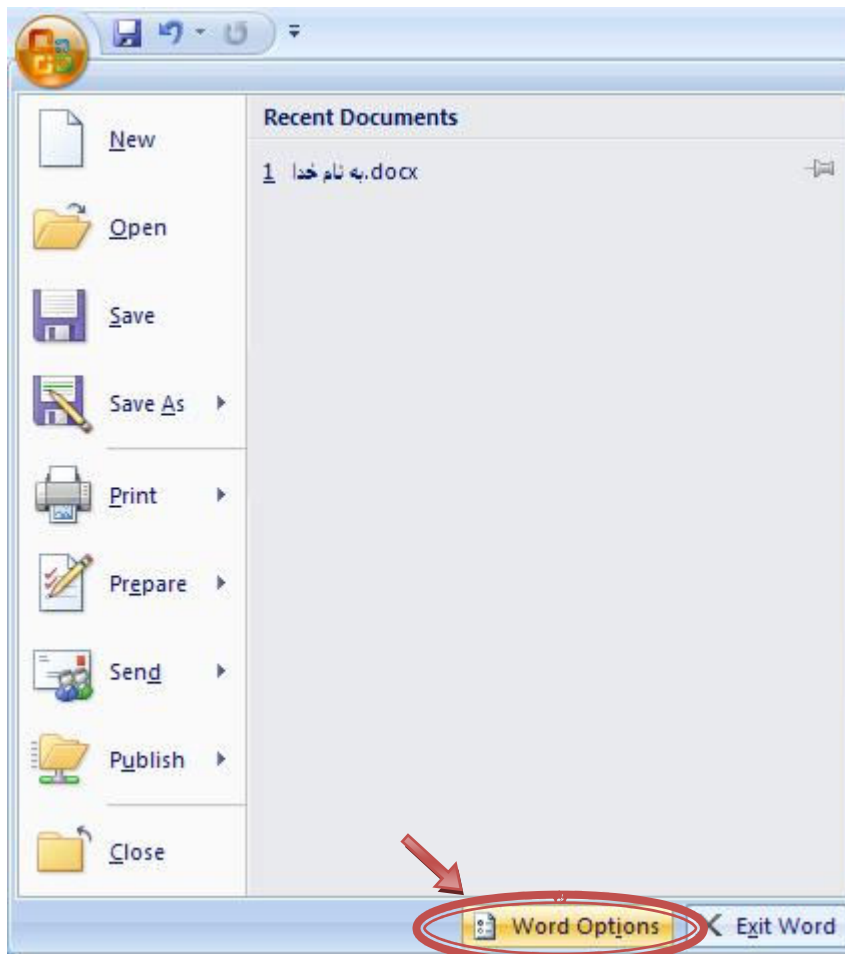 Recent Documents
1 به نام خدا.docx
New
Open
Save
Save As
Print
Prepare
Send
Publish
Close
Word Options
Exit Word